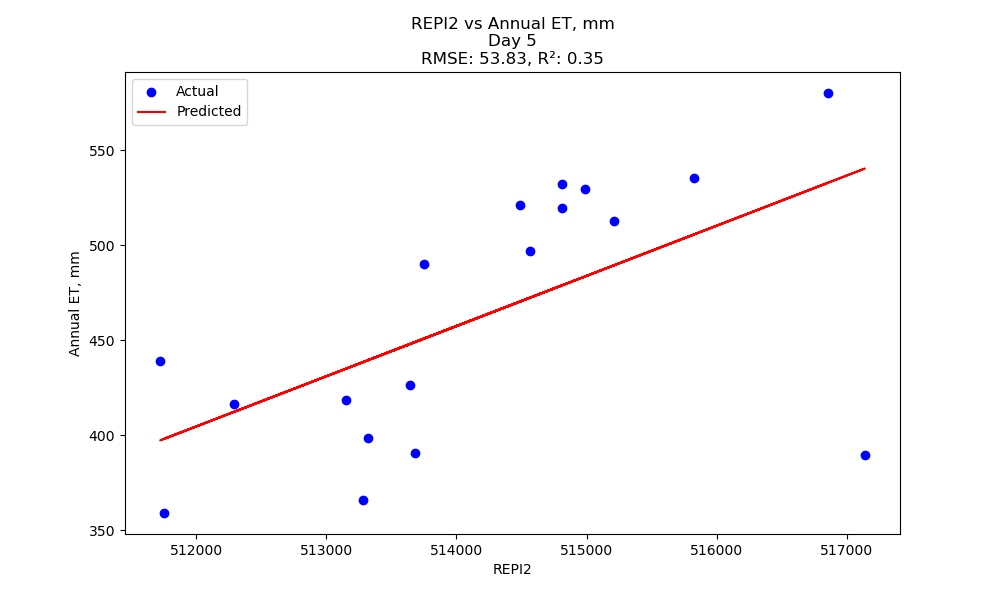 REPI2 vs Annual ET, mm
Day 5
RMSE: 53.83, R²: 0.35
Actual
Predicted
Annual ET, mm
550
500
450
400
350
512000 513000 514000 515000 516000 517000
REPI2